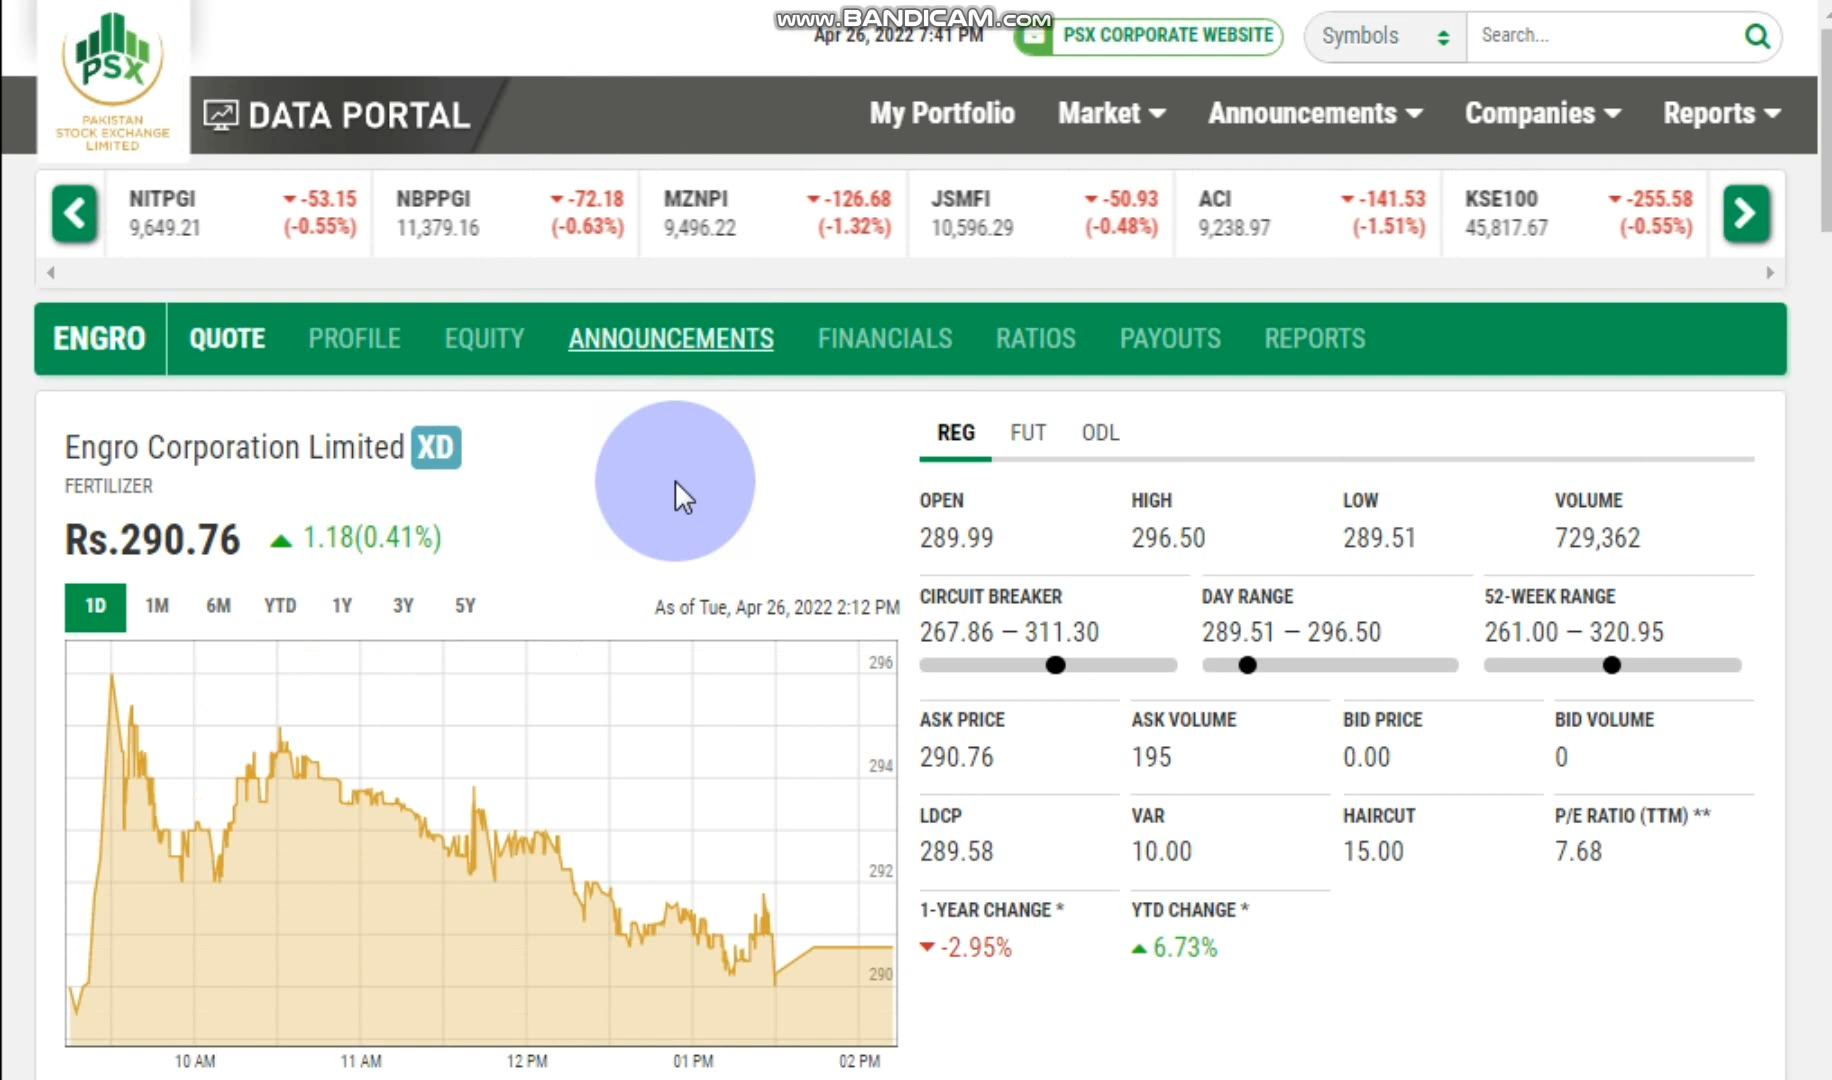 www.BANDICAM.com
Apr 26, 2022 7:41 PM
PSX CORPORATE WEBSITE
Symbols
Search...
PSX
PAKISTAN
STOCK EXCHANGE
LIMITED
DATA PORTAL
My Portfolio
Market
Announcements
Companies
Reports
NITPGI
-53.15
9,649.21
(-0.55%)
NBPPGI
-72.18
11,379.16
(-0.63%)
MZNPI
-126.68
9,496.22
(-1.32%)
JSMFI
-50.93
10,596.29
(-0.48%)
ACI
-141.53
9,238.97
(-1.51%)
KSE100
-255.58
45,817.67
(-0.55%)
ENGRO
QUOTE
PROFILE
EQUITY
ANNOUNCEMENTS
FINANCIALS
RATIOS
PAYOUTS
REPORTS
Engro Corporation Limited XD
FERTILIZER
Rs.290.76
1.18(0.41%)
1D
1M
6M
YTD
1Y
3Y
5Y
As of Tue, Apr 26, 2022 2:12 PM
296
294
292
290
10 AM
11 AM
12 PM
01 PM
02 PM
REG
FUT
ODL
OPEN
289.99
HIGH
296.50
LOW
289.51
VOLUME
729,362
CIRCUIT BREAKER
267.86 — 311.30
DAY RANGE
289.51 — 296.50
52-WEEK RANGE
261.00 — 320.95
ASK PRICE
290.76
ASK VOLUME
195
BID PRICE
0.00
BID VOLUME
0
LDCP
289.58
VAR
10.00
HAIRCUT
15.00
P/E RATIO (TTM) **
7.68
1-YEAR CHANGE *
-2.95%
YTD CHANGE *
6.73%